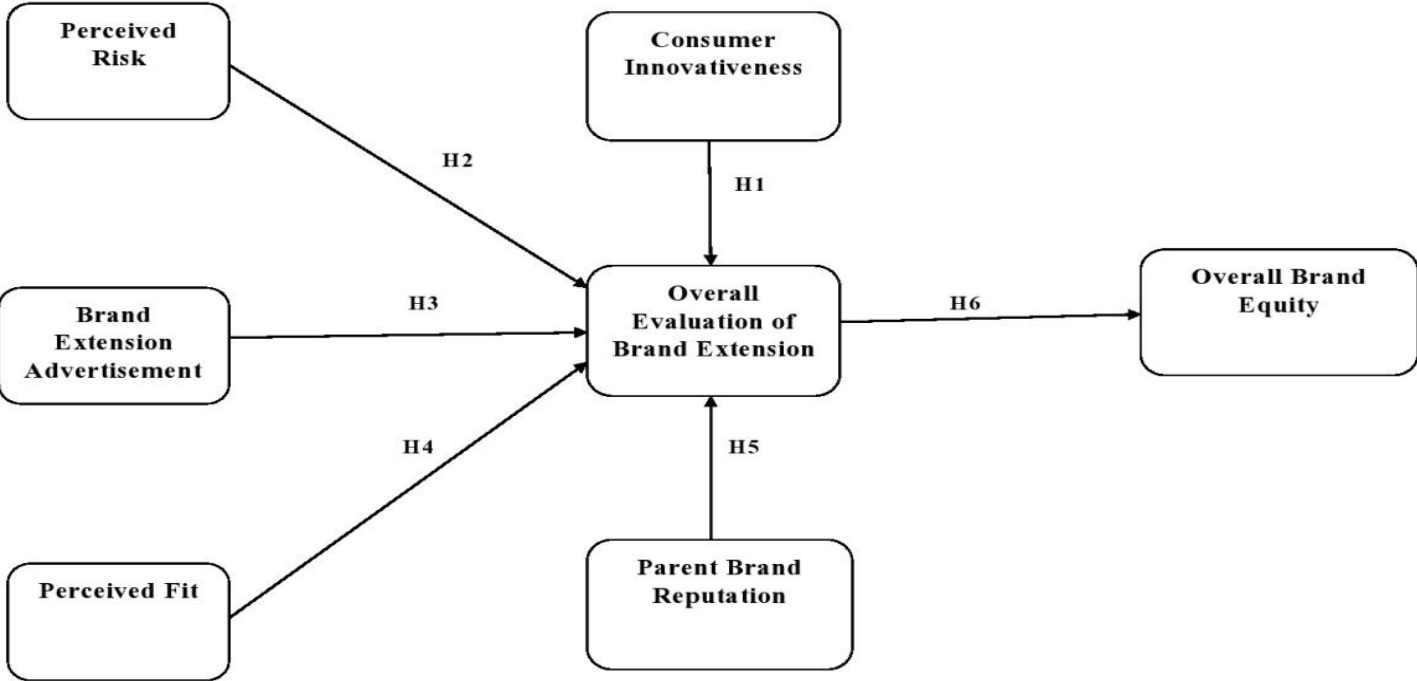 Perceived
Risk
Consumer
Innovativeness
H2
H1
Brand
Extension
Advertisement
H3
Overall
Evaluation of
Brand Extension
H6
Overall Brand
Equity
H4
H5
Perceived Fit
Parent Brand
Reputation